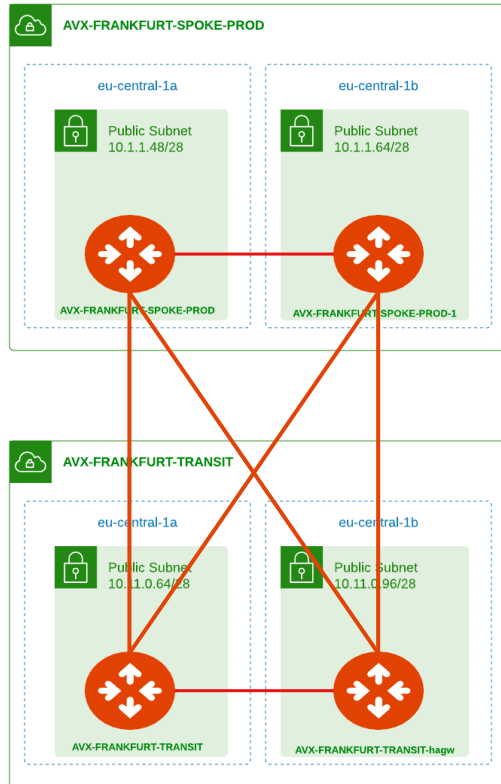 AVX-FRANKFURT-SPOKE-PROD
eu-central-1a
eu-central-1b
Public Subnet
10.1.1.48/28
Public Subnet
10.1.1.64/28
AVX-FRANKFURT-SPOKE-PROD
AVX-FRANKFURT-SPOKE-PROD-1
AVX-FRANKFURT-TRANSIT
eu-central-1a
eu-central-1b
Public Subnet
10.11.0.64/28
Public Subnet
10.11.0.96/28
AVX-FRANKFURT-TRANSIT
AVX-FRANKFURT-TRANSIT-hagw